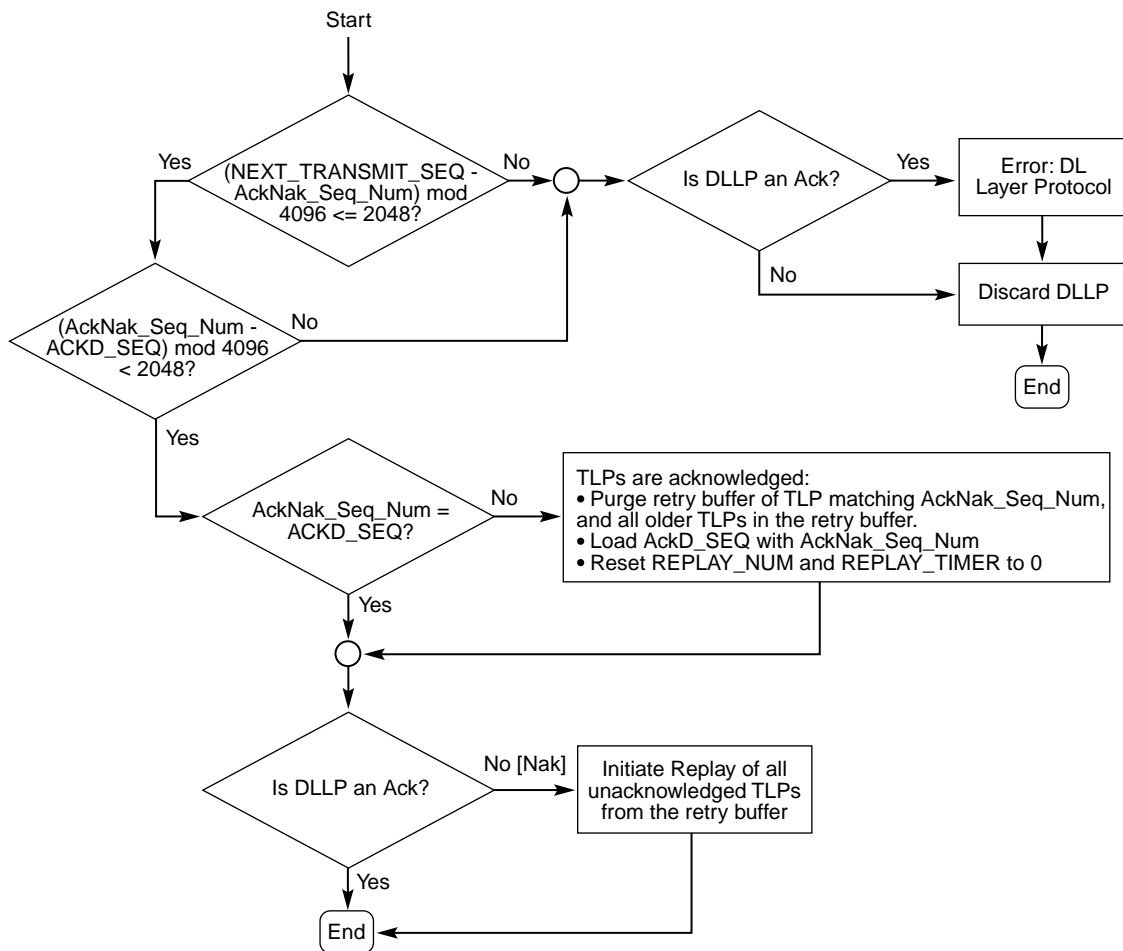 Start
(NEXT_TRANSMIT_SEQ -
AckNak_Seq_Num) mod
4096 <= 2048?
Yes
No
Is DLLP an Ack?
Yes
Error: DL
Layer Protocol
No
Discard DLLP
End
(AckNak_Seq_Num -
ACKD_SEQ) mod 4096
< 2048?
No
Yes
AckNak_Seq_Num =
ACKD_SEQ?
No
TLPs are acknowledged:
• Purge retry buffer of TLP matching AckNak_Seq_Num,
and all older TLPs in the retry buffer.
• Load AckD_SEQ with AckNak_Seq_Num
• Reset REPLAY_NUM and REPLAY_TIMER to 0
Yes
Is DLLP an Ack?
No [Nak]
Initiate Replay of all
unacknowledged TLPs
from the retry buffer
Yes
End